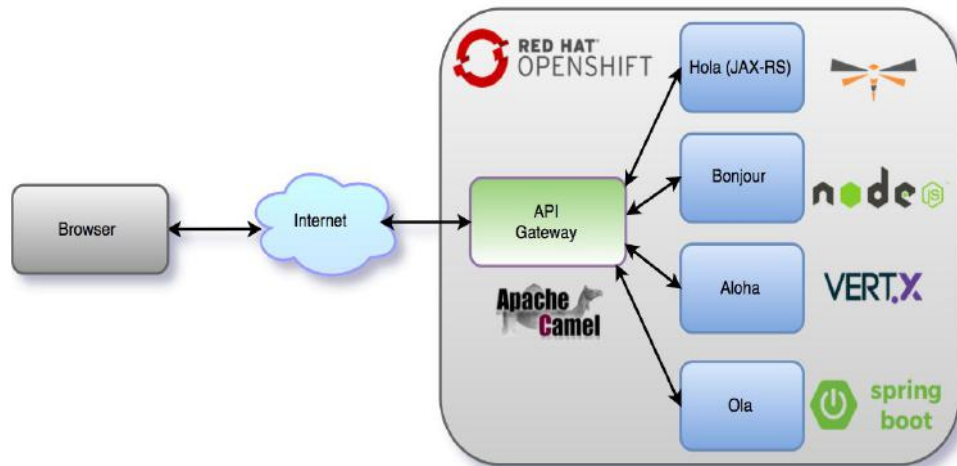 RED HAT
OPENSHIFT
Hola (JAX-RS)
Bonjour
node
JS
Browser
Internet
API
Gateway
Apache
Camel
Aloha
VERT.X
Ola
spring
boot